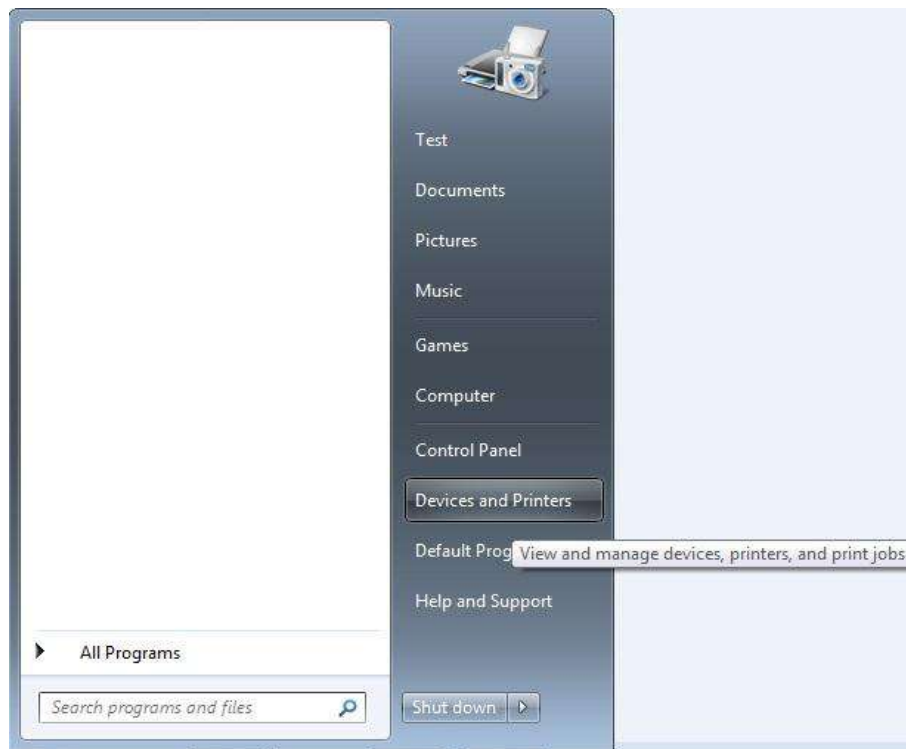 Test
Documents
Pictures
Music
Games
Computer
Control Panel
Devices and Printers
Default Prog
View and manage devices, printers, and print jobs
Help and Support
All Programs
Search programs and files
Shut down